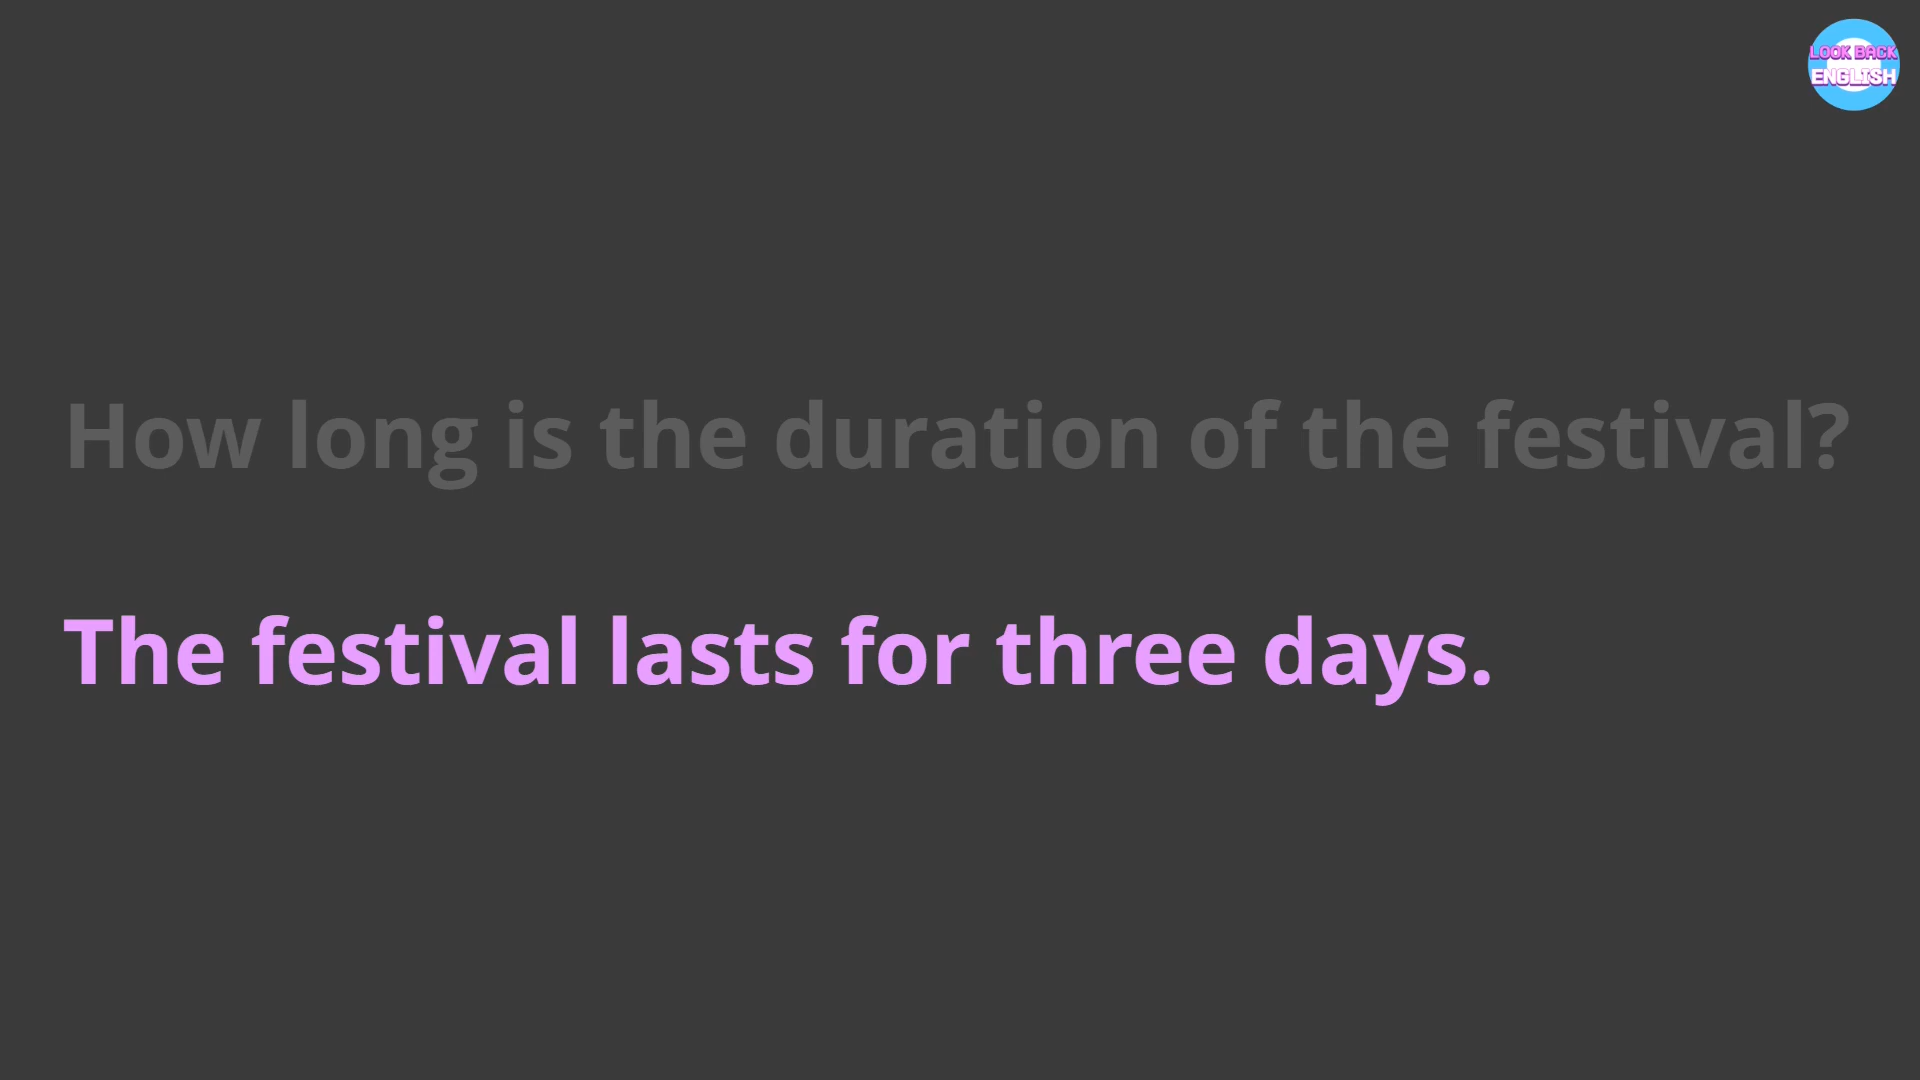 LOOK BACK
ENGLISH
How long is the duration of the festival?
The festival lasts for three days.